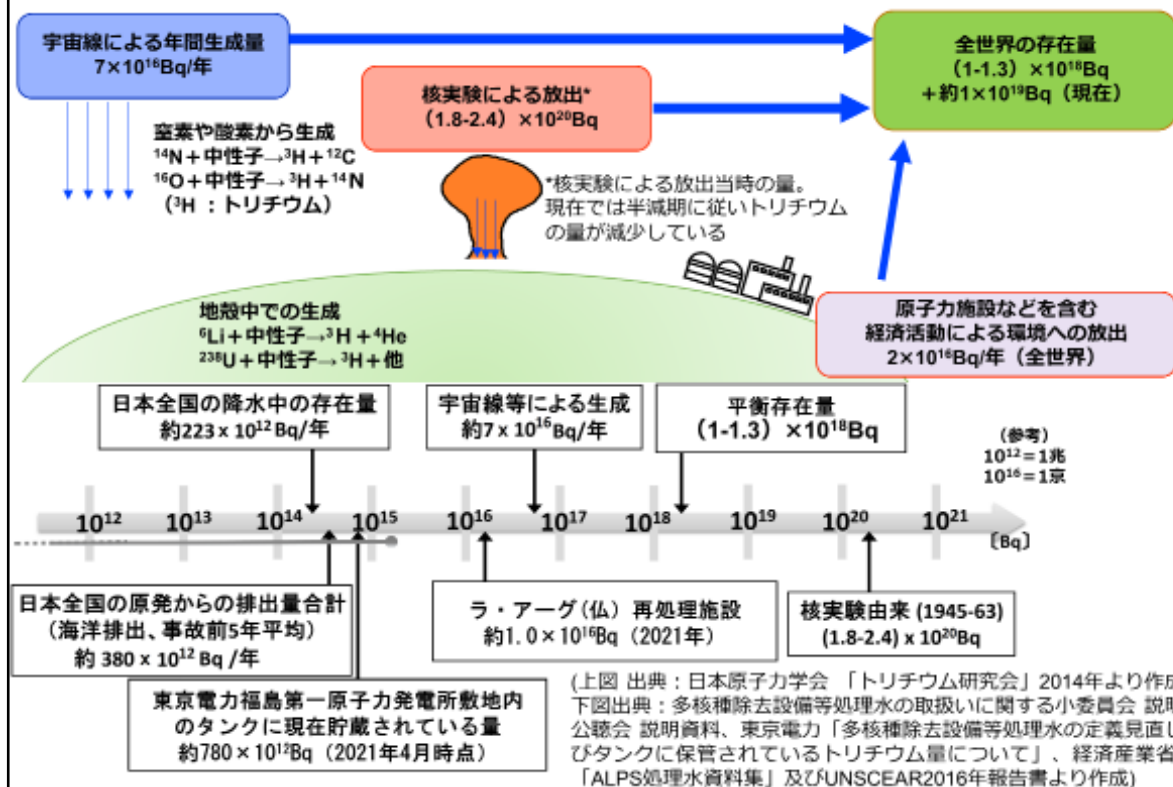 宇宙線による年間生成量
7×10¹⁶Bq/年
全世界の存在量
(1-1.3) ×10¹⁸Bq
+約1×10¹⁹Bq(現在)
核実験による放出*
(1.8-2.4) ×10²⁰Bq
窒素や酸素から生成
¹⁴N+中性子→³H+¹²C
¹⁶O+中性子→³H+¹⁴N
(³H :トリチウム)
*核実験による放出当時の量。
現在では半減期に従いトリチウム
の量が減少している
地殻中での生成
⁶Li+中性子→³H+⁴He
²³⁸U+中性子→³H+他
原子力施設などを含む
経済活動による環境への放出
2×10¹⁶Bq/年(全世界)
日本全国の降水中の存在量
約223 x 10¹² Bq/年
宇宙線等による生成
約7 x 10¹⁶Bq/年
平衡存在量
(1-1.3) ×10¹⁸Bq
(参考)
10¹²=1兆
10¹⁶=1京
10¹² 10¹³ 10¹⁴ 10¹⁵ 10¹⁶ 10¹⁷ 10¹⁸ 10¹⁹ 10²⁰ 10²¹
〔Bq〕
日本全国の原発からの排出量合計
(海洋排出、事故前5年平均)
約 380 x 10¹² Bq /年
ラ・アーグ(仏)再処理施設
約1.0×10¹⁶Bq(2021年)
核実験由来 (1945-63)
(1.8-2.4) x 10²⁰Bq
東京電力福島第一原子力発電所敷地内
のタンクに現在貯蔵されている量
約780×10¹²Bq(2021年4月時点)
(上図 出典:日本原子力学会 「トリチウム研究会」2014年より作成
下図出典:多核種除去設備等処理水の取扱いに関する小委員会 説明
公聴会 説明資料、東京電力「多核種除去設備等処理水の定義見直し
びタンクに保管されているトリチウム量について」、経済産業省
「ALPS処理水資料集」及びUNSCEAR2016年報告書より作成)